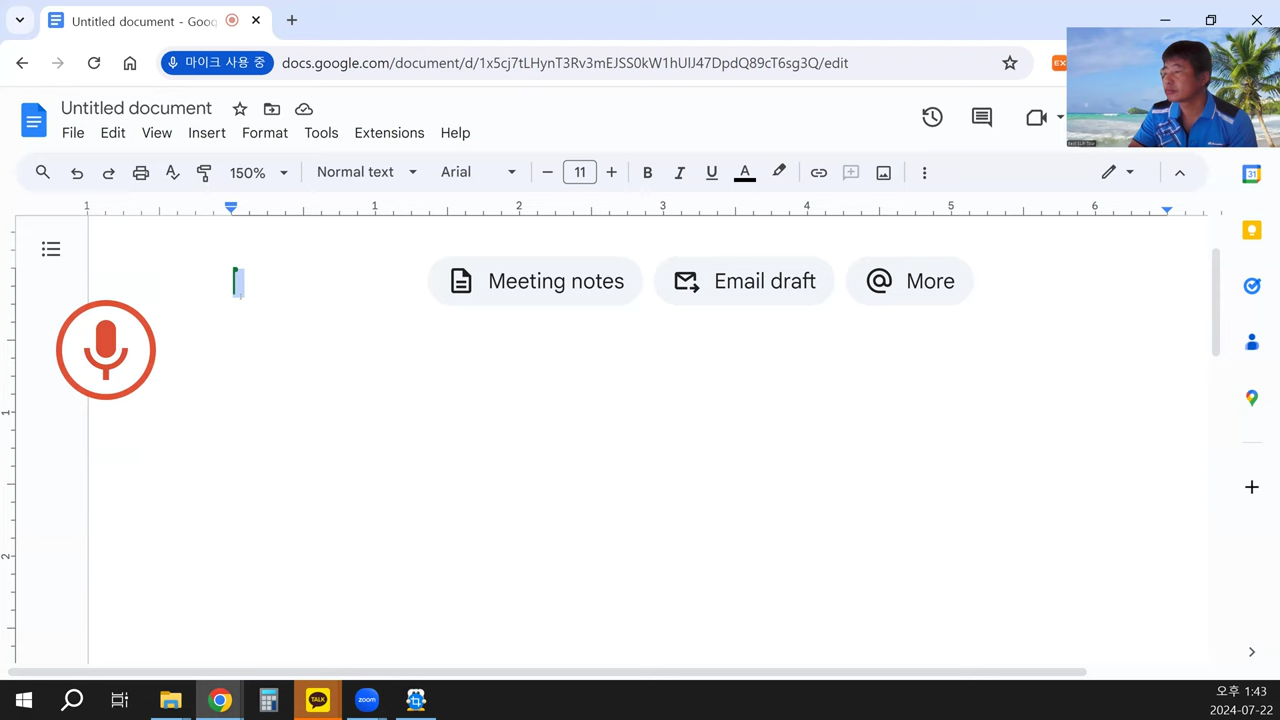 Untitled document - Goo
마이크 사용 중
docs.google.com/document/d/1x5cj7tLHynT3Rv3mEJSS0kW1hUIJ47DpdQ89cT6sg3Q/edit
Untitled document
File Edit View Insert Format Tools Extensions Help
150% Normal text Arial 11 B I U A
1 1 2 3 4 5 6
Meeting notes Email draft More
1
2
31
TALK
zoom
오후 1:43
2024-07-22